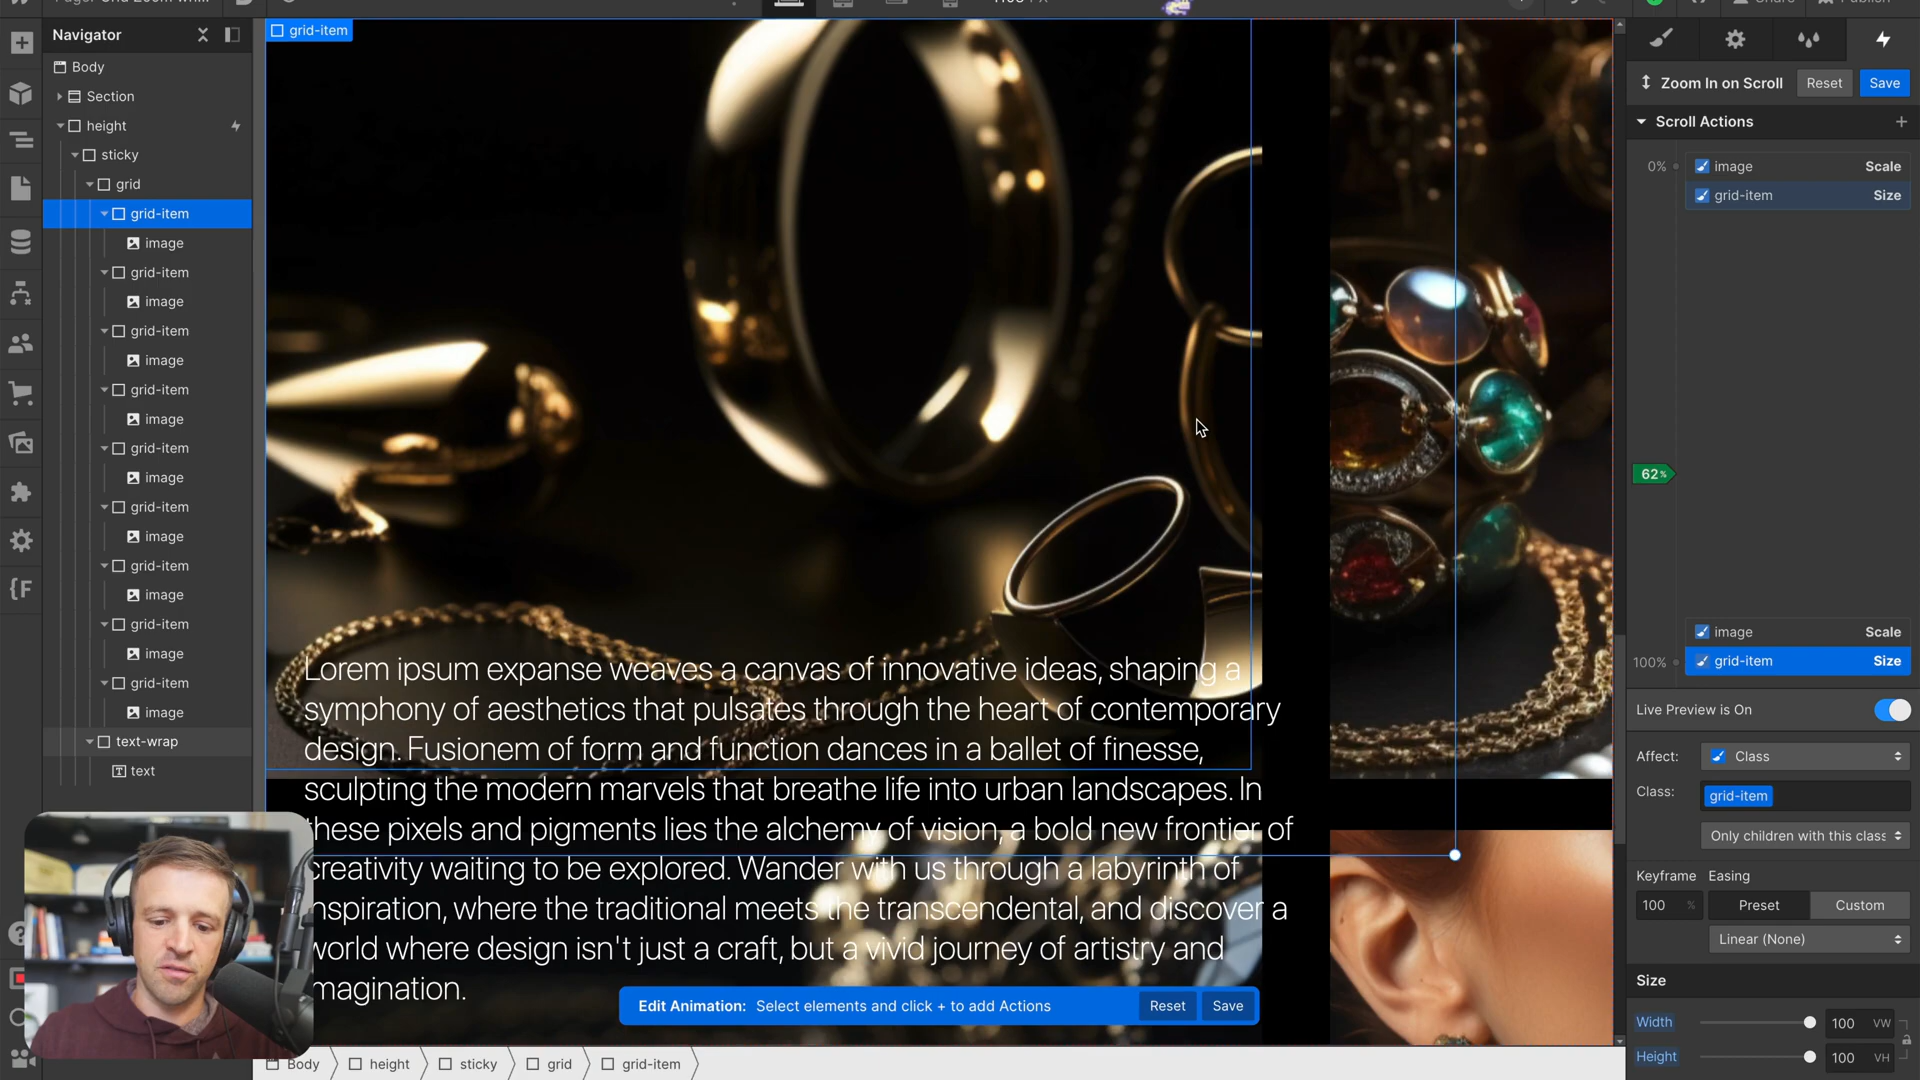 Navigator
Body
Section
height
sticky
grid
grid-item
image
grid-item
image
grid-item
image
grid-item
image
grid-item
image
grid-item
image
grid-item
image
grid-item
image
grid-item
image
text-wrap
text
grid-item
Lorem ipsum expanse weaves a canvas of innovative ideas, shaping a
symphony of aesthetics that pulsates through the heart of contemporary
design. Fusionem of form and function dances in a ballet of finesse,
sculpting the modern marvels that breathe life into urban landscapes. In
these pixels and pigments lies the alchemy of vision, a bold new frontier of
creativity waiting to be explored. Wander with us through a labyrinth of
inspiration, where the traditional meets the transcendental, and discover a
world where design isn't just a craft, but a vivid journey of artistry and
imagination.
Edit Animation: Select elements and click + to add Actions
Reset
Save
Body
height
sticky
grid
grid-item
Share
Publish
Zoom In on Scroll
Reset
Save
Scroll Actions
0%
image Scale
grid-item Size
62%
image Scale
100%
grid-item Size
Live Preview is On
Affect: Class
Class: grid-item
Only children with this class
Keyframe Easing
100 % Preset Custom
Linear (None)
Size
Width 100 VW
Height 100 VH